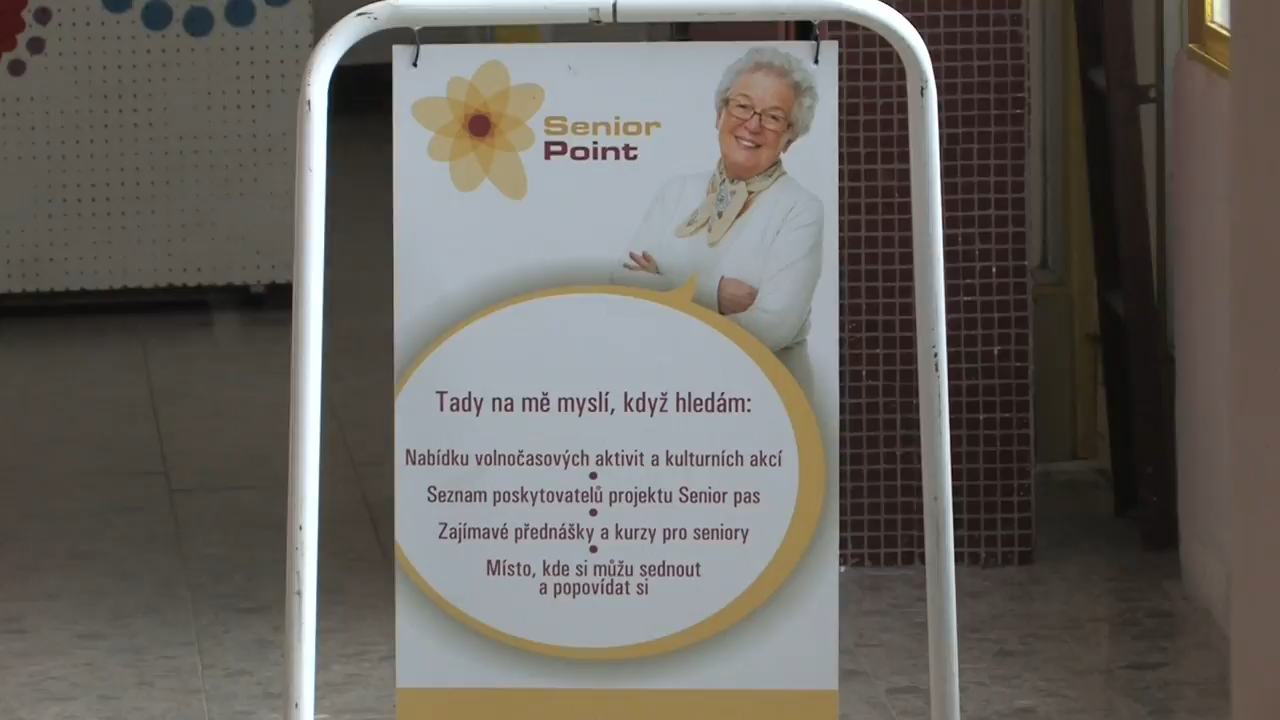 Senior
Point
Tady na mě myslí, když hledám:
Nabídku volnočasových aktivit a kulturních akcí
Seznam poskytovatelů projektu Senior pas
Zajímavé přednášky a kurzy pro seniory
Místo, kde si můžu sednout
a popovídat si